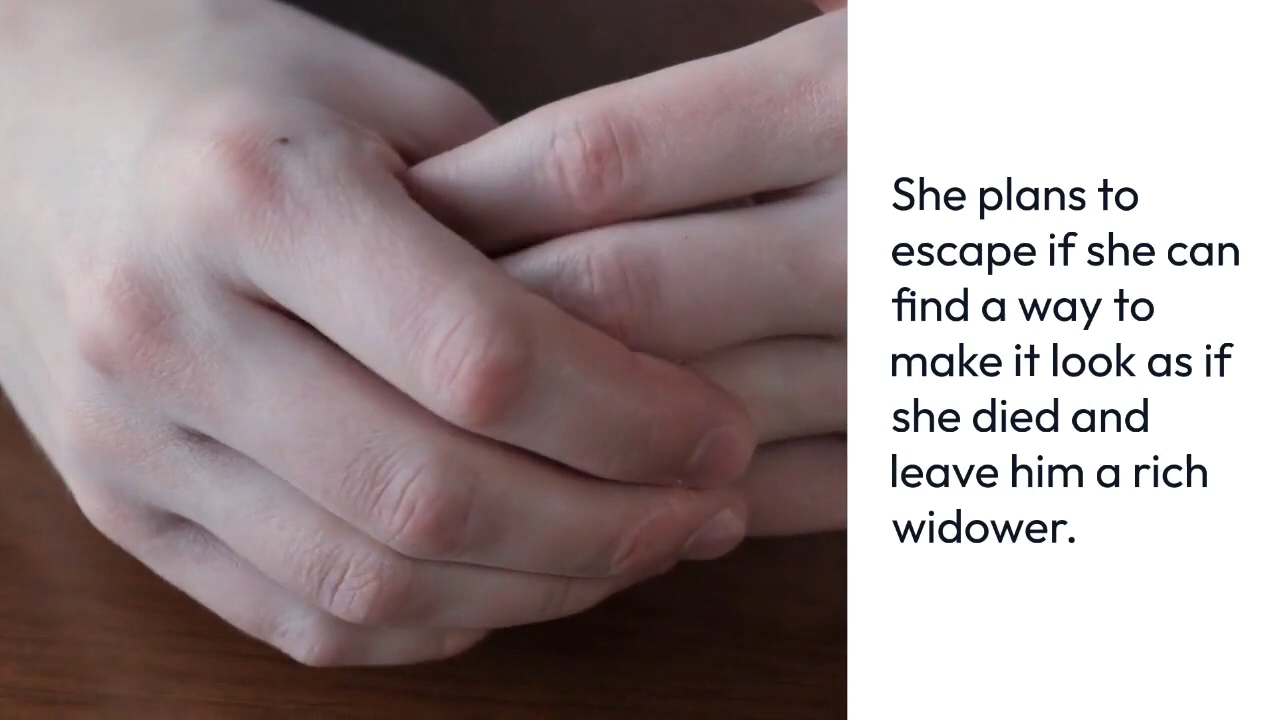 She plans to
escape if she can
find a way to
make it look as if
she died and
leave him a rich
widower.